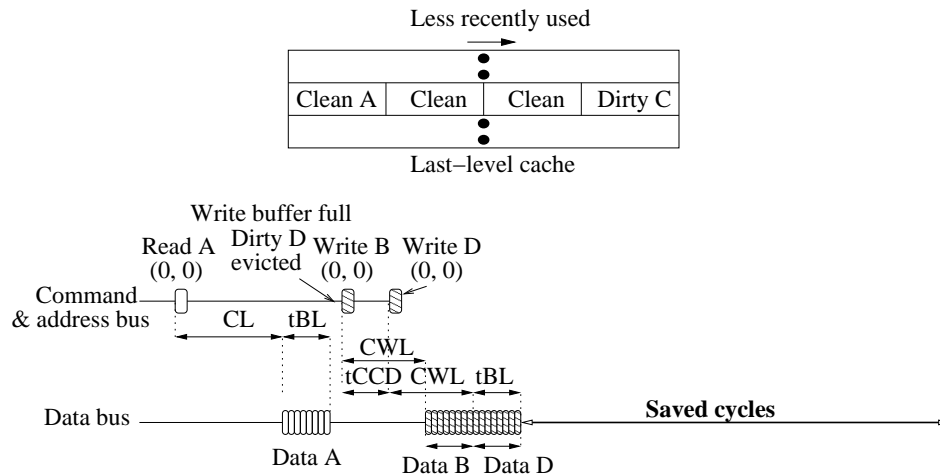 Less recently used
Clean A Clean Clean Dirty C
Last−level cache
Write buffer full
Read A Dirty D Write B Write D
(0, 0) evicted (0, 0) (0, 0)
Command
& address bus
CL tBL
CWL
tCCD CWL tBL
Data bus
Saved cycles
Data A
Data B Data D